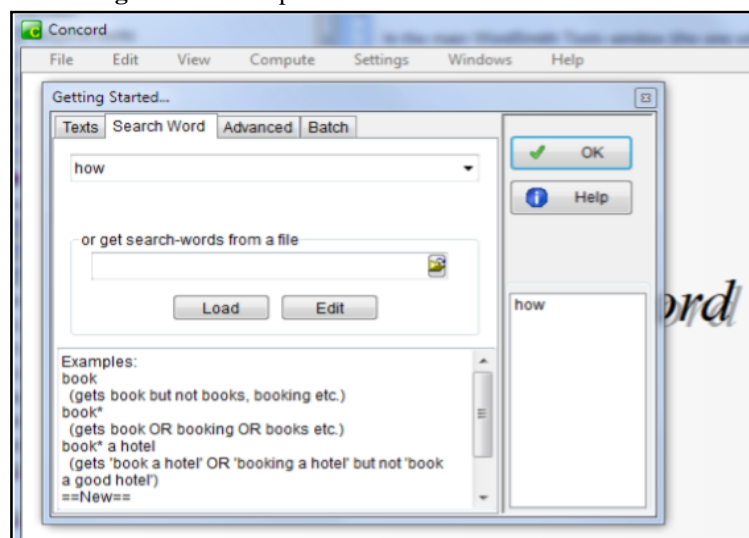 Concord
File Edit View Compute Settings Windows Help
Getting Started...
Texts Search Word Advanced Batch
how
OK
Help
or get search-words from a file
Load Edit
how
ord
Examples:
book
(gets book but not books, booking etc.)
book*
(gets book OR booking OR books etc.)
book* a hotel
(gets 'book a hotel' OR 'booking a hotel' but not 'book
a good hotel')
==New==